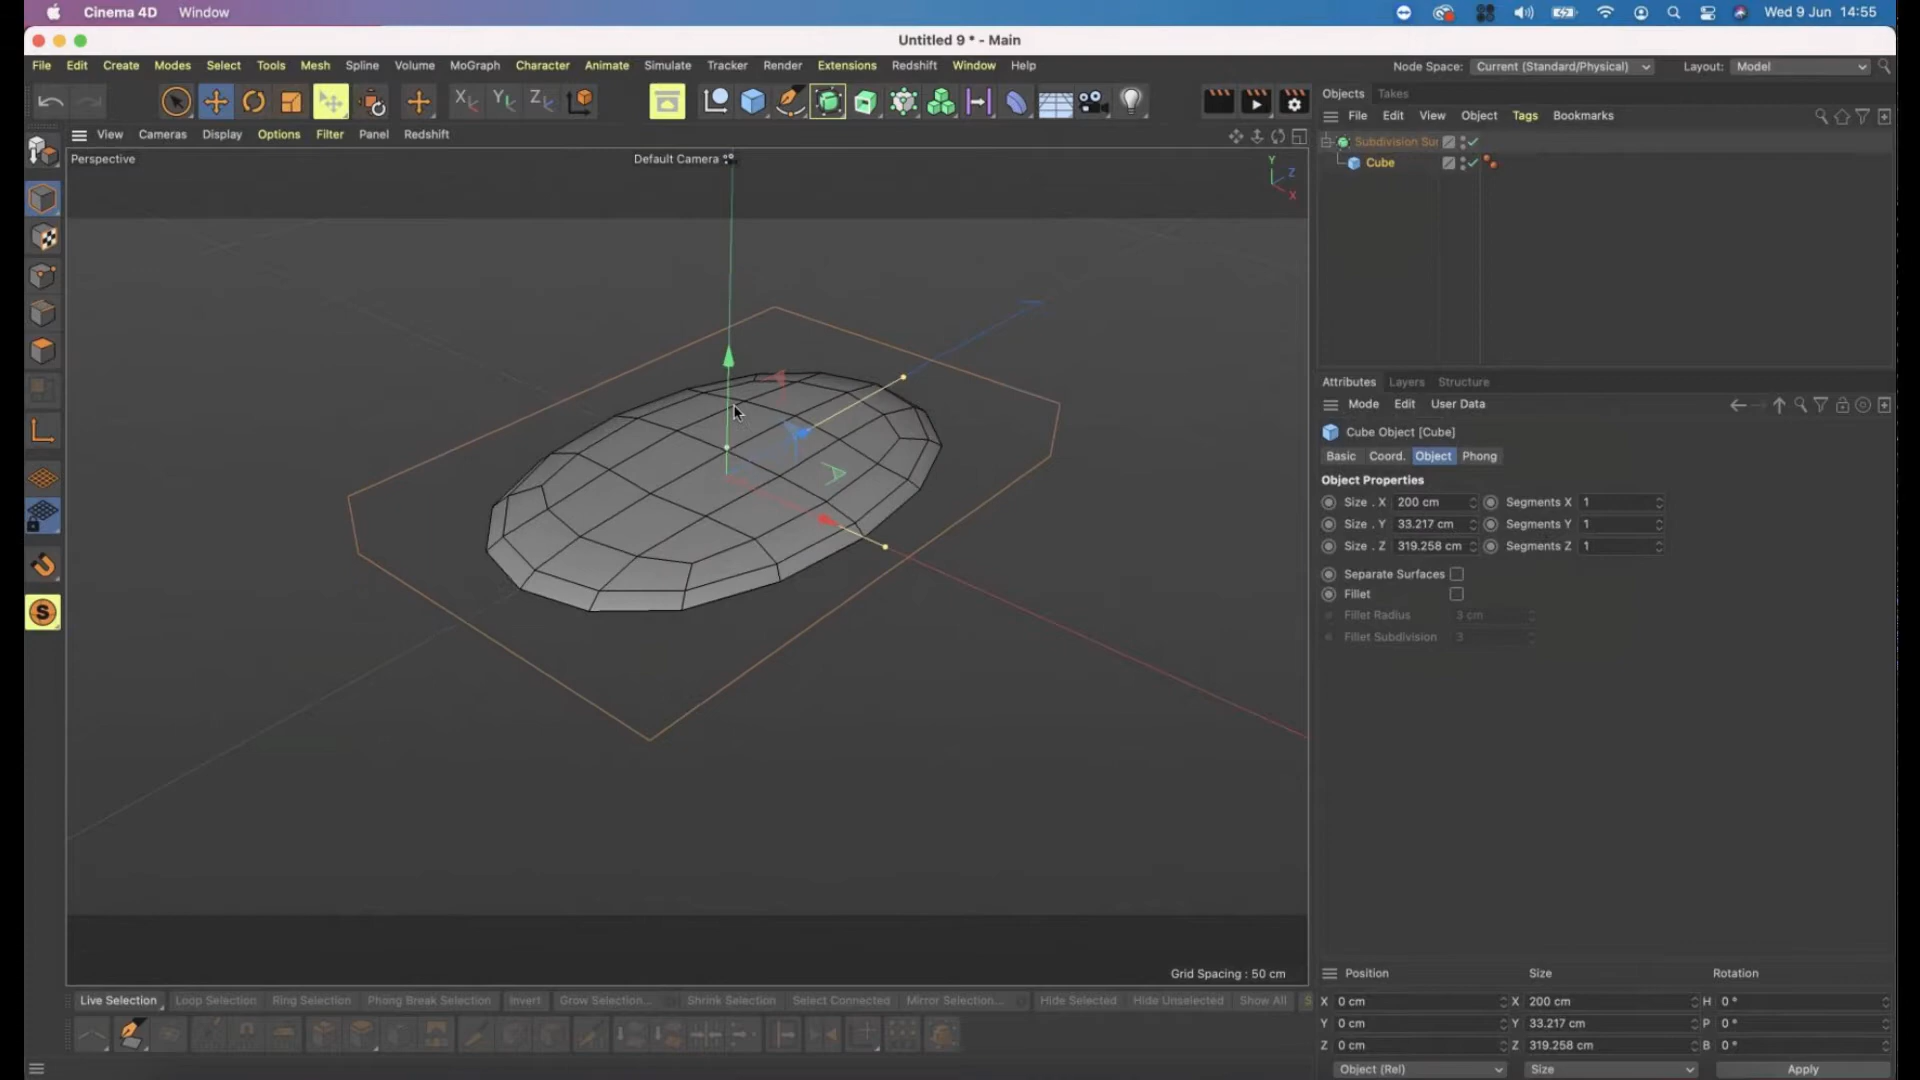 Cinema 4D Window Wed 9 Jun 14:55
Untitled 9 * - Main
File Edit Create Modes Select Tools Mesh Spline Volume MoGraph Character Animate Simulate Tracker Render Extensions Redshift Window Help Node Space: Current (Standard/Physical) Layout: Model
X Y Z
Objects Takes
File Edit View Object Tags Bookmarks
View Cameras Display Options Filter Panel Redshift
Subdivision Sur
Perspective Default Camera
Cube
Y
Z
X
Attributes Layers Structure
Mode Edit User Data
Cube Object [Cube]
Basic Coord. Object Phong
Object Properties
Size . X 200 cm Segments X 1
Size . Y 33.217 cm Segments Y 1
Size . Z 319.258 cm Segments Z 1
Separate Surfaces
Fillet
Fillet Radius 3 cm
Fillet Subdivision 3
S
Grid Spacing : 50 cm
Position Size Rotation
Live Selection Loop Selection Ring Selection Phong Break Selection Invert Grow Selection... Shrink Selection Select Connected Mirror Selection... Hide Selected Hide Unselected Show All S
X 0 cm X 200 cm H 0 °
Y 0 cm Y 33.217 cm P 0 °
Z 0 cm Z 319.258 cm B 0 °
Object (Rel) Size Apply